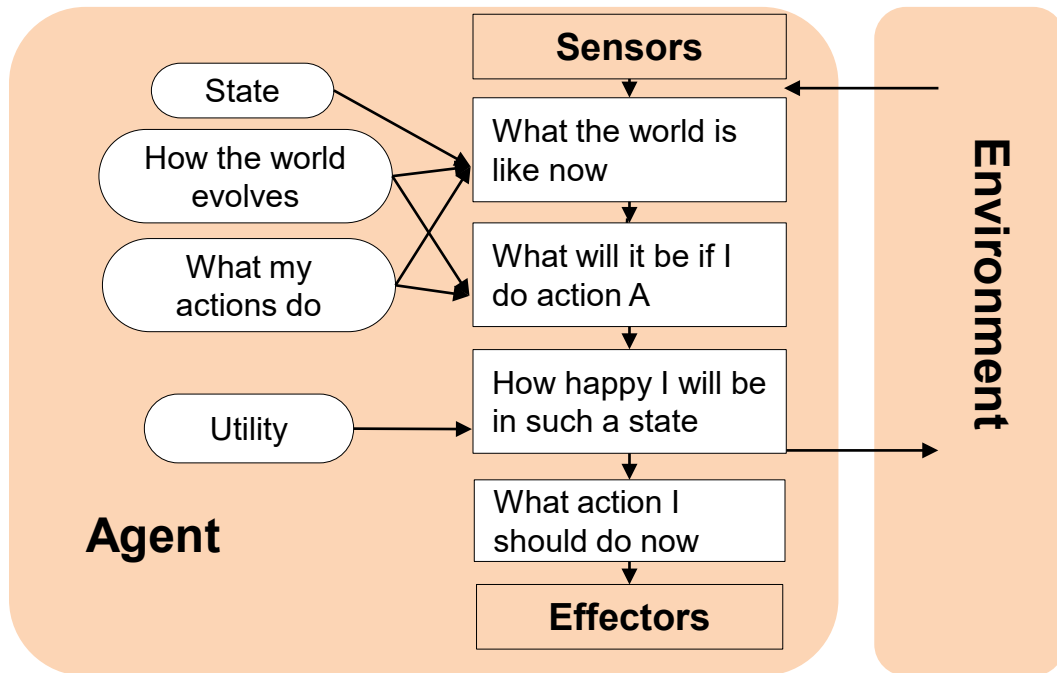 Sensors
State
What the world is
like now
How the world
evolves
What my
actions do
What will it be if I
do action A
How happy I will be
in such a state
Utility
What action I
should do now
Agent
Effectors
Environment